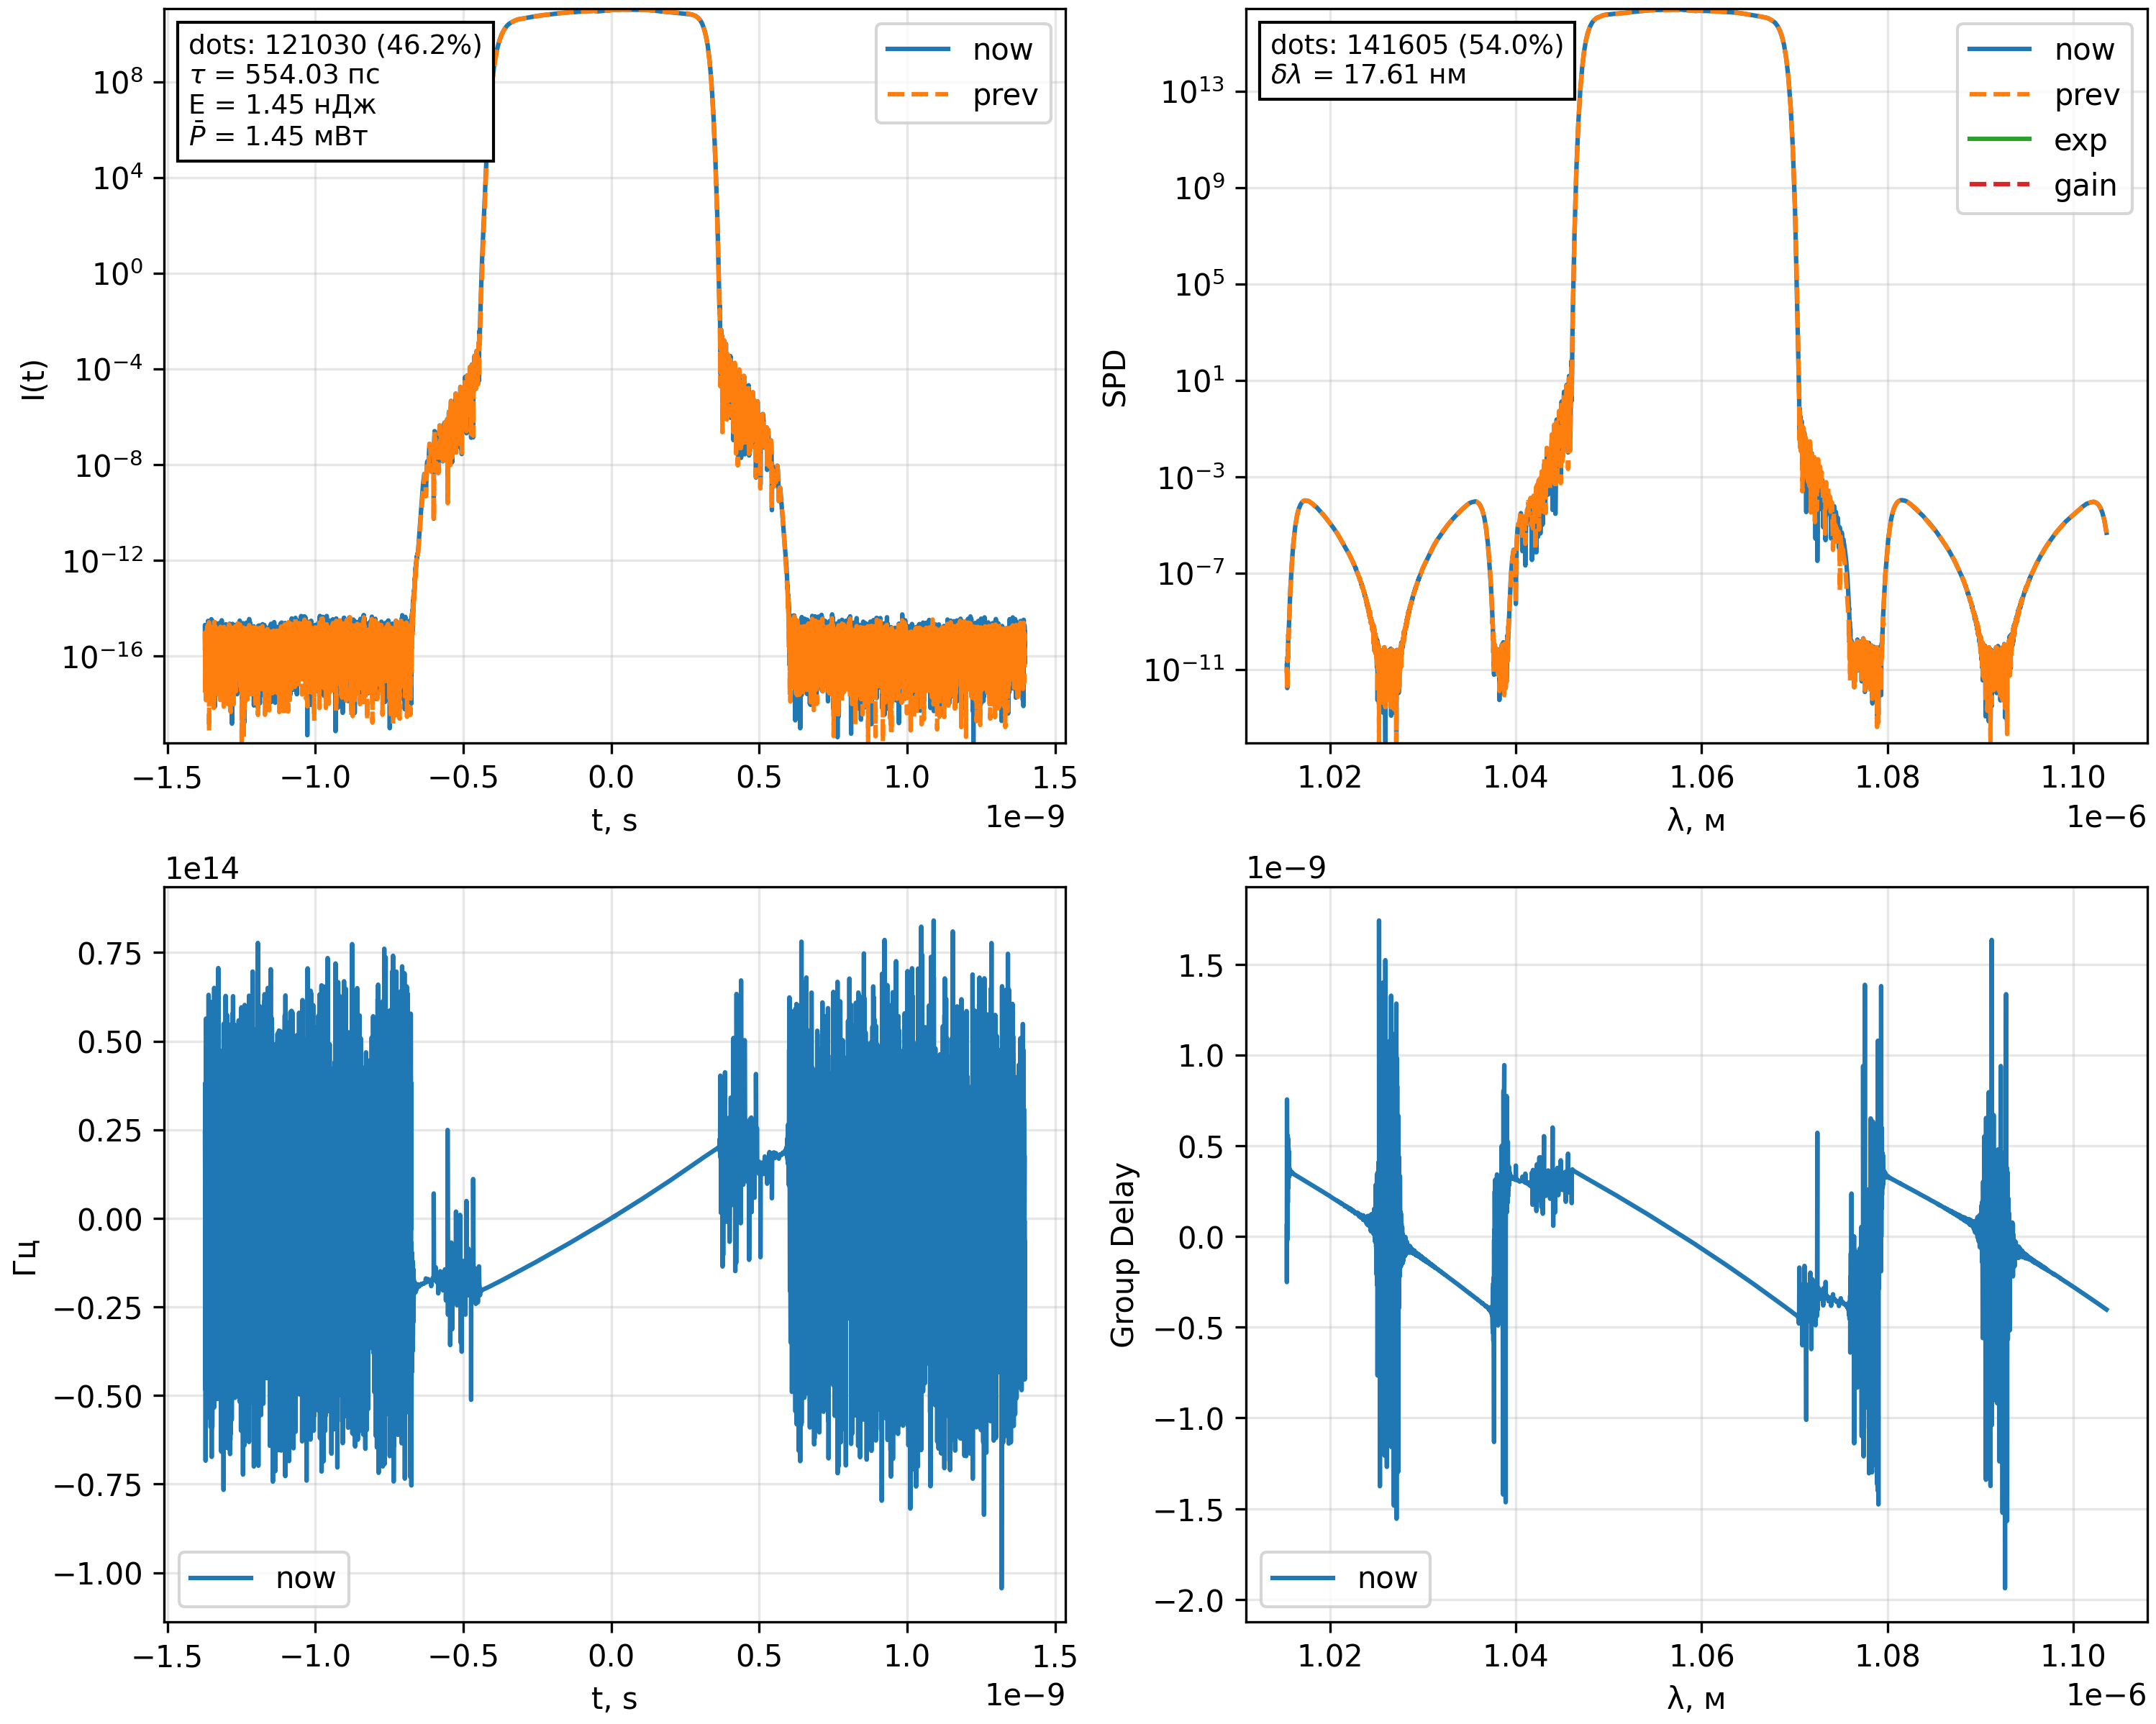 dots: 121030 (46.2%)
τ = 554.03 пс
E = 1.45 нДж
P̄ = 1.45 мВт
now
prev
10⁸
10⁴
10⁰
10⁻⁴
10⁻⁸
10⁻¹²
10⁻¹⁶
I(t)
−1.5 −1.0 −0.5 0.0 0.5 1.0 1.5
t, s
1e−9
dots: 141605 (54.0%)
δλ = 17.61 нм
now
prev
exp
gain
10¹³
10⁹
10⁵
10¹
10⁻³
10⁻⁷
10⁻¹¹
SPD
1.02 1.04 1.06 1.08 1.10
λ, м
1e−6
1e14
0.75
0.50
0.25
0.00
−0.25
−0.50
−0.75
−1.00
Гц
now
−1.5 −1.0 −0.5 0.0 0.5 1.0 1.5
t, s
1e−9
1e−9
1.5
1.0
0.5
0.0
−0.5
−1.0
−1.5
−2.0
Group Delay
now
1.02 1.04 1.06 1.08 1.10
λ, м
1e−6